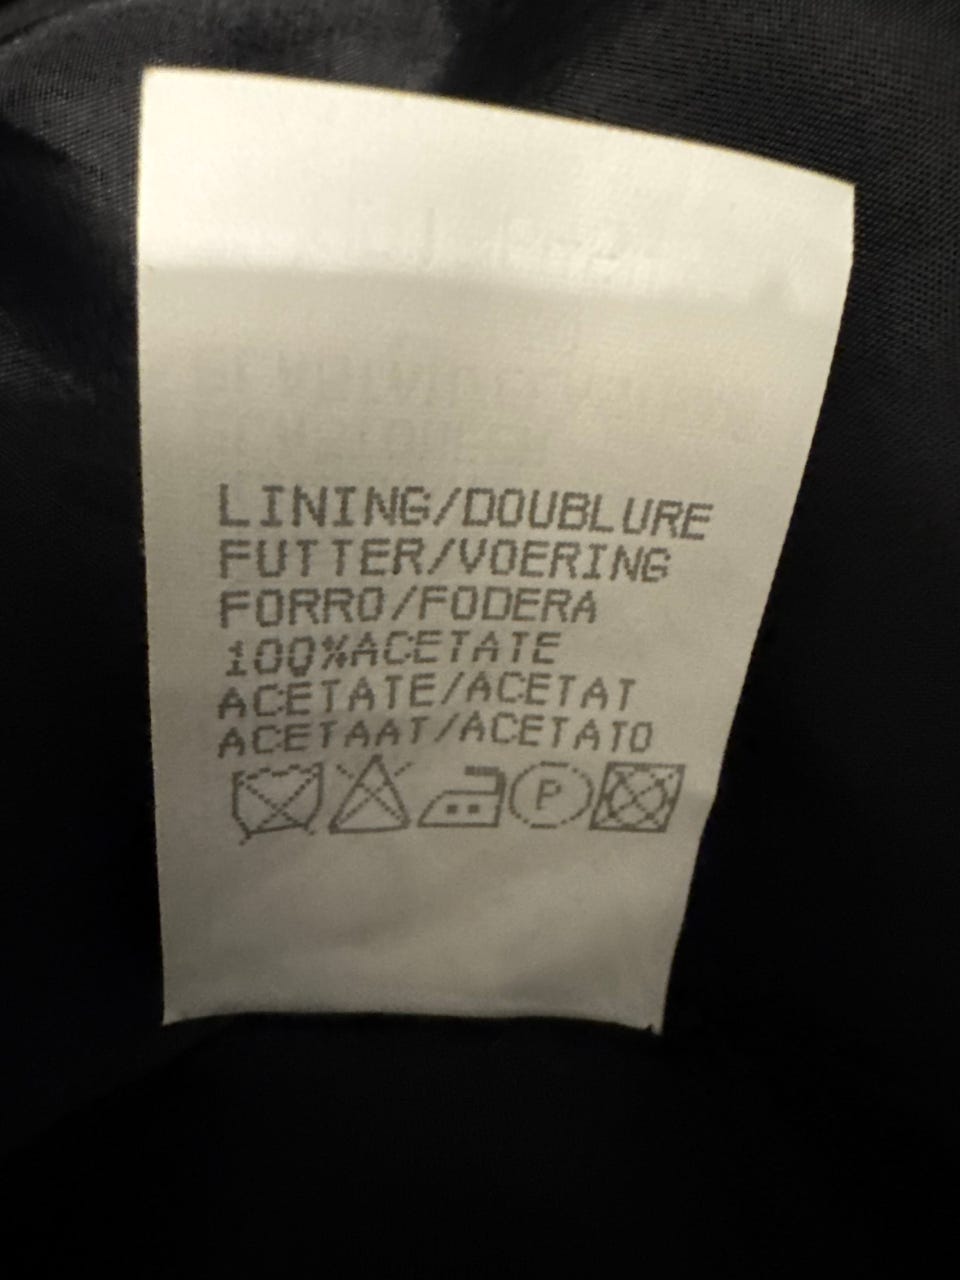 LINING/DOUBLURE
FUTTER/VOERING
FORRO/FODERA
100%ACETATE
ACETATE/ACETAT
ACETAAT/ACETATO
P